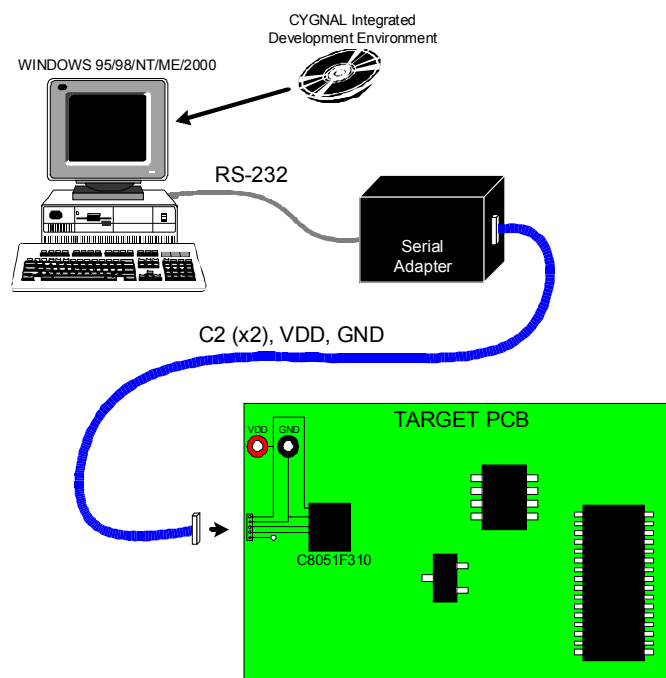 CYGNAL Integrated
Development Environment
WINDOWS 95/98/NT/ME/2000
RS-232
Serial
Adapter
C2 (x2), VDD, GND
TARGET PCB
VDD
GND
C8051F310